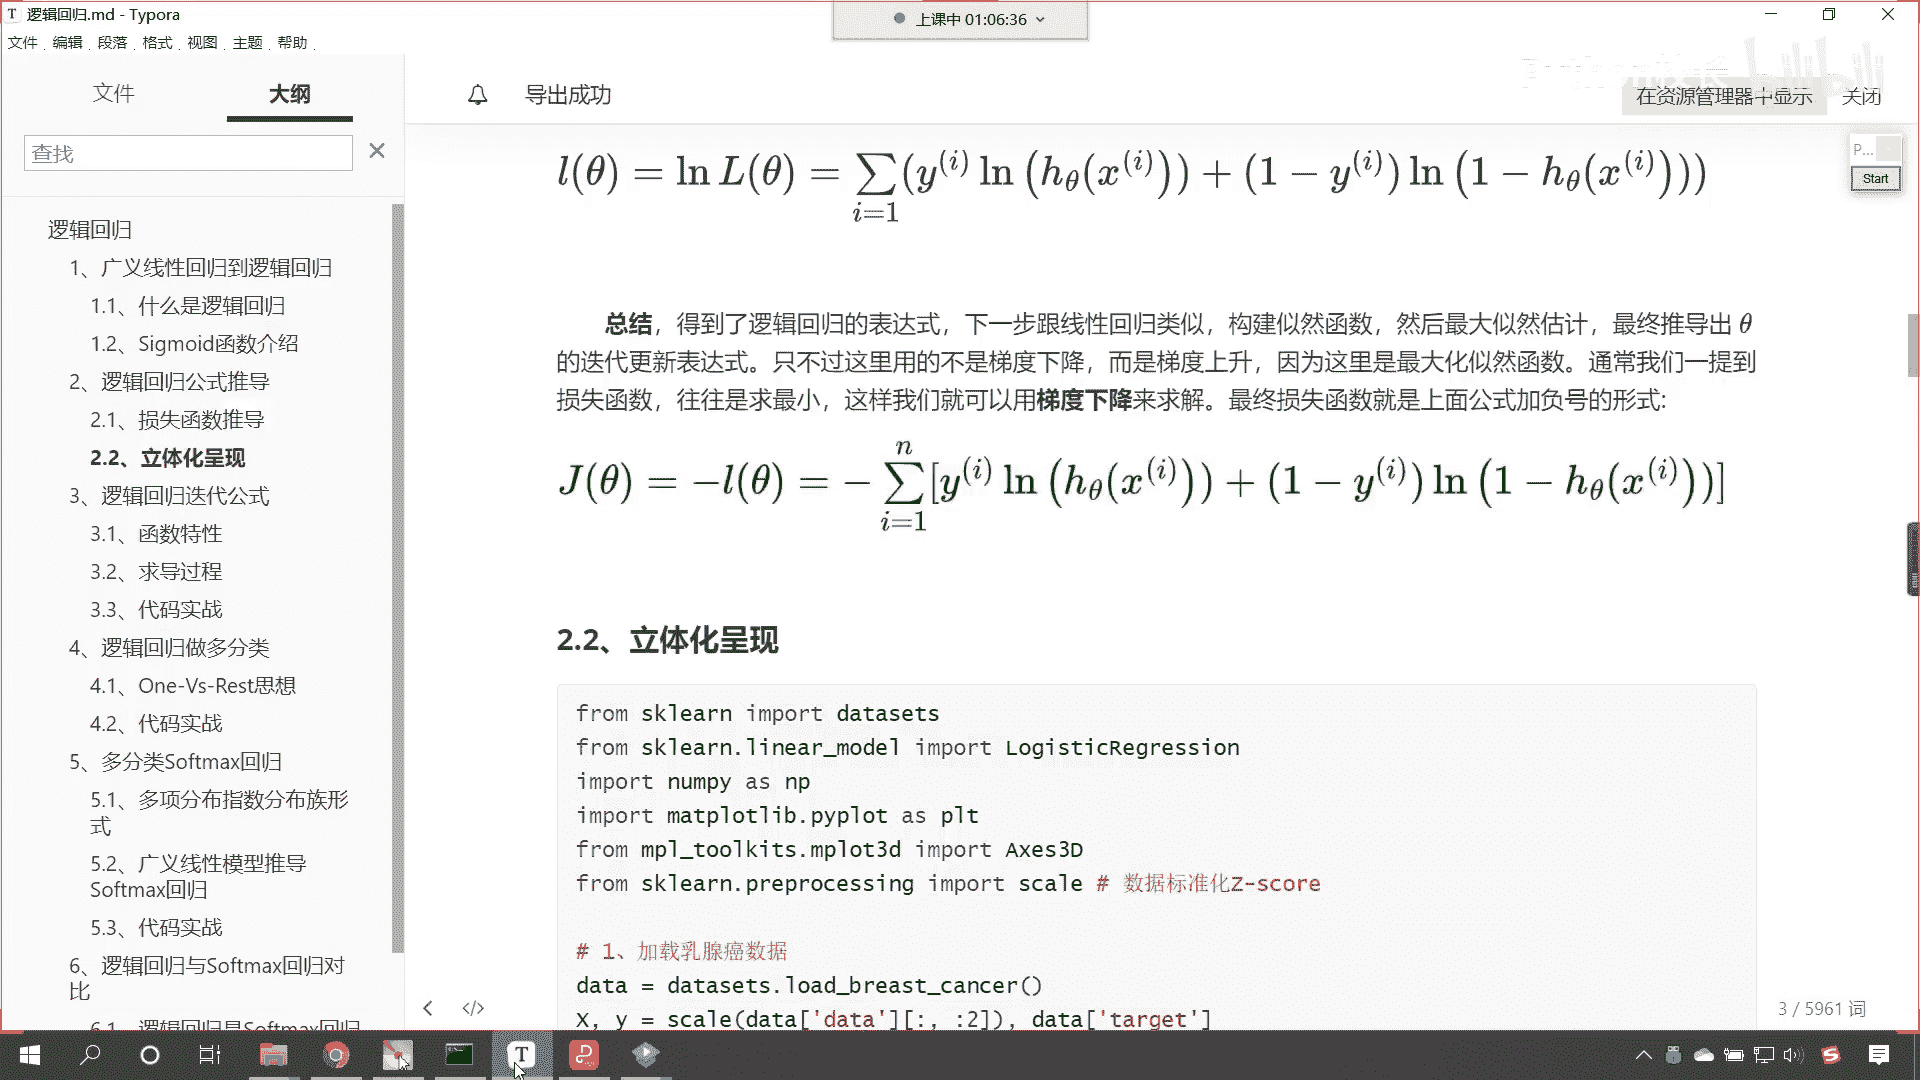 逻辑回归.md - Typora
上课中 01:06:36
文件 编辑 段落 格式 视图 主题 帮助
文件 大纲
导出成功
在资源管理器中显示 关闭
查找
P...
Start
逻辑回归
1、广义线性回归到逻辑回归
1.1、什么是逻辑回归
1.2、Sigmoid函数介绍
2、逻辑回归公式推导
2.1、损失函数推导
2.2、立体化呈现
3、逻辑回归迭代公式
3.1、函数特性
3.2、求导过程
3.3、代码实战
4、逻辑回归做多分类
4.1、One-Vs-Rest思想
4.2、代码实战
5、多分类Softmax回归
5.1、多项分布指数分布族形
式
5.2、广义线性模型推导
Softmax回归
5.3、代码实战
6、逻辑回归与Softmax回归对
比
6.1、逻辑回归是Softmax回归
l(θ) = ln L(θ) = ∑_{i=1} (y^{(i)} ln (h_θ(x^{(i)})) + (1 − y^{(i)}) ln (1 − h_θ(x^{(i)})))
总结，得到了逻辑回归的表达式，下一步跟线性回归类似，构建似然函数，然后最大似然估计，最终推导出 θ
的迭代更新表达式。只不过这里用的不是梯度下降，而是梯度上升，因为这里是最大化似然函数。通常我们一提到
损失函数，往往是求最小，这样我们就可以用梯度下降来求解。最终损失函数就是上面公式加负号的形式:
J(θ) = −l(θ) = − ∑_{i=1}^{n} [y^{(i)} ln (h_θ(x^{(i)})) + (1 − y^{(i)}) ln (1 − h_θ(x^{(i)}))]
2.2、立体化呈现
from sklearn import datasets
from sklearn.linear_model import LogisticRegression
import numpy as np
import matplotlib.pyplot as plt
from mpl_toolkits.mplot3d import Axes3D
from sklearn.preprocessing import scale # 数据标准化Z-score
# 1、加载乳腺癌数据
data = datasets.load_breast_cancer()
X, y = scale(data['data'][:, :2]), data['target']
3 / 5961 词